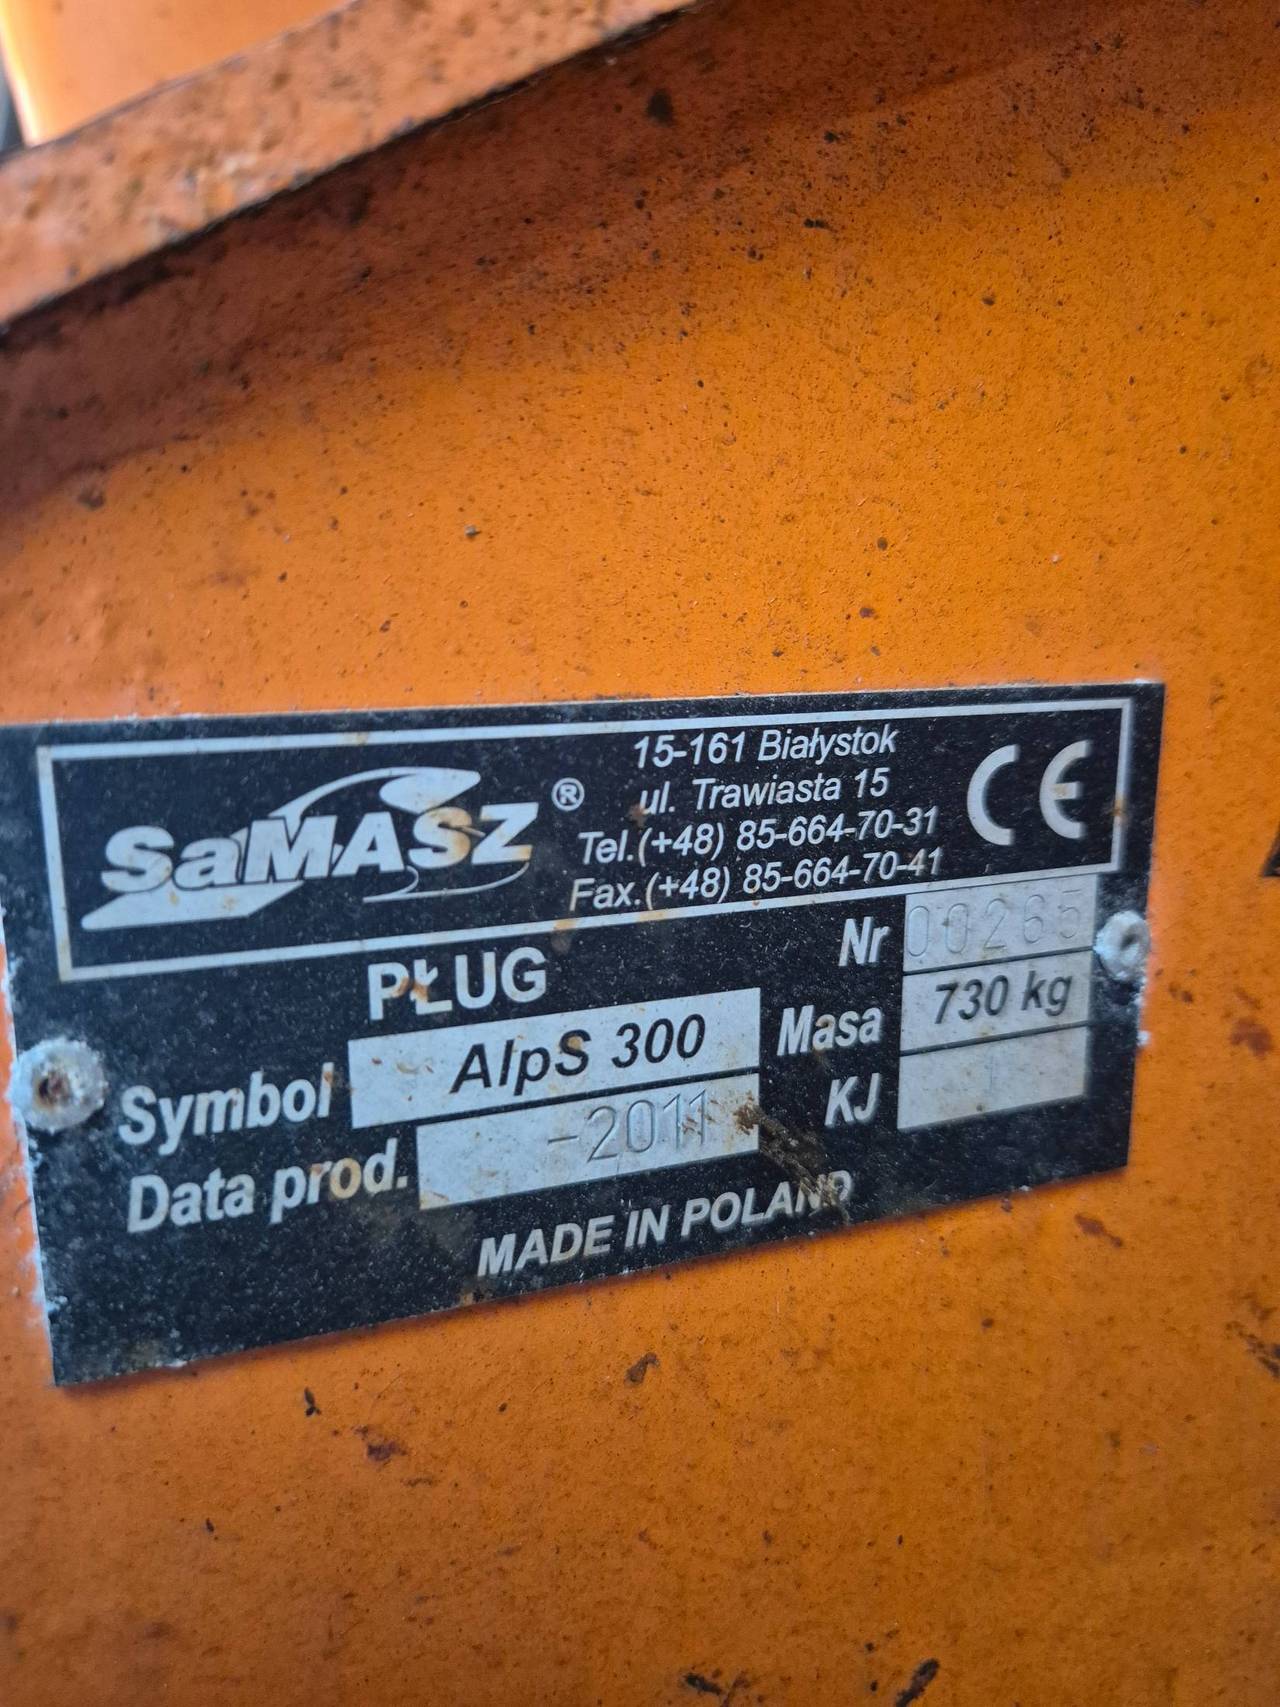 SaMASZ ®
15-161 Białystok
ul. Trawiasta 15
Tel.(+48) 85-664-70-31
Fax.(+48) 85-664-70-41
CE
PŁUG
Nr 00265
Symbol AlpS 300
Masa 730 kg
Data prod. -2011
KJ 1
MADE IN POLAND